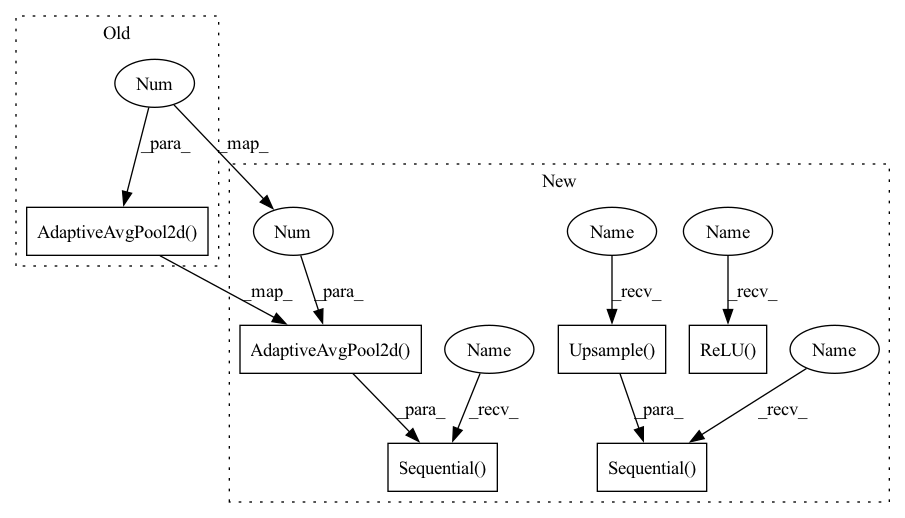 Old
Num
_para_
_map_
New
AdaptiveAvgPool2d()
Num
Name
Name
_map_
_para_
_recv_
_recv_
AdaptiveAvgPool2d()
Name
Upsample()
ReLU()
Name
_para_
_recv_
_para_
_recv_
Sequential()
Sequential()